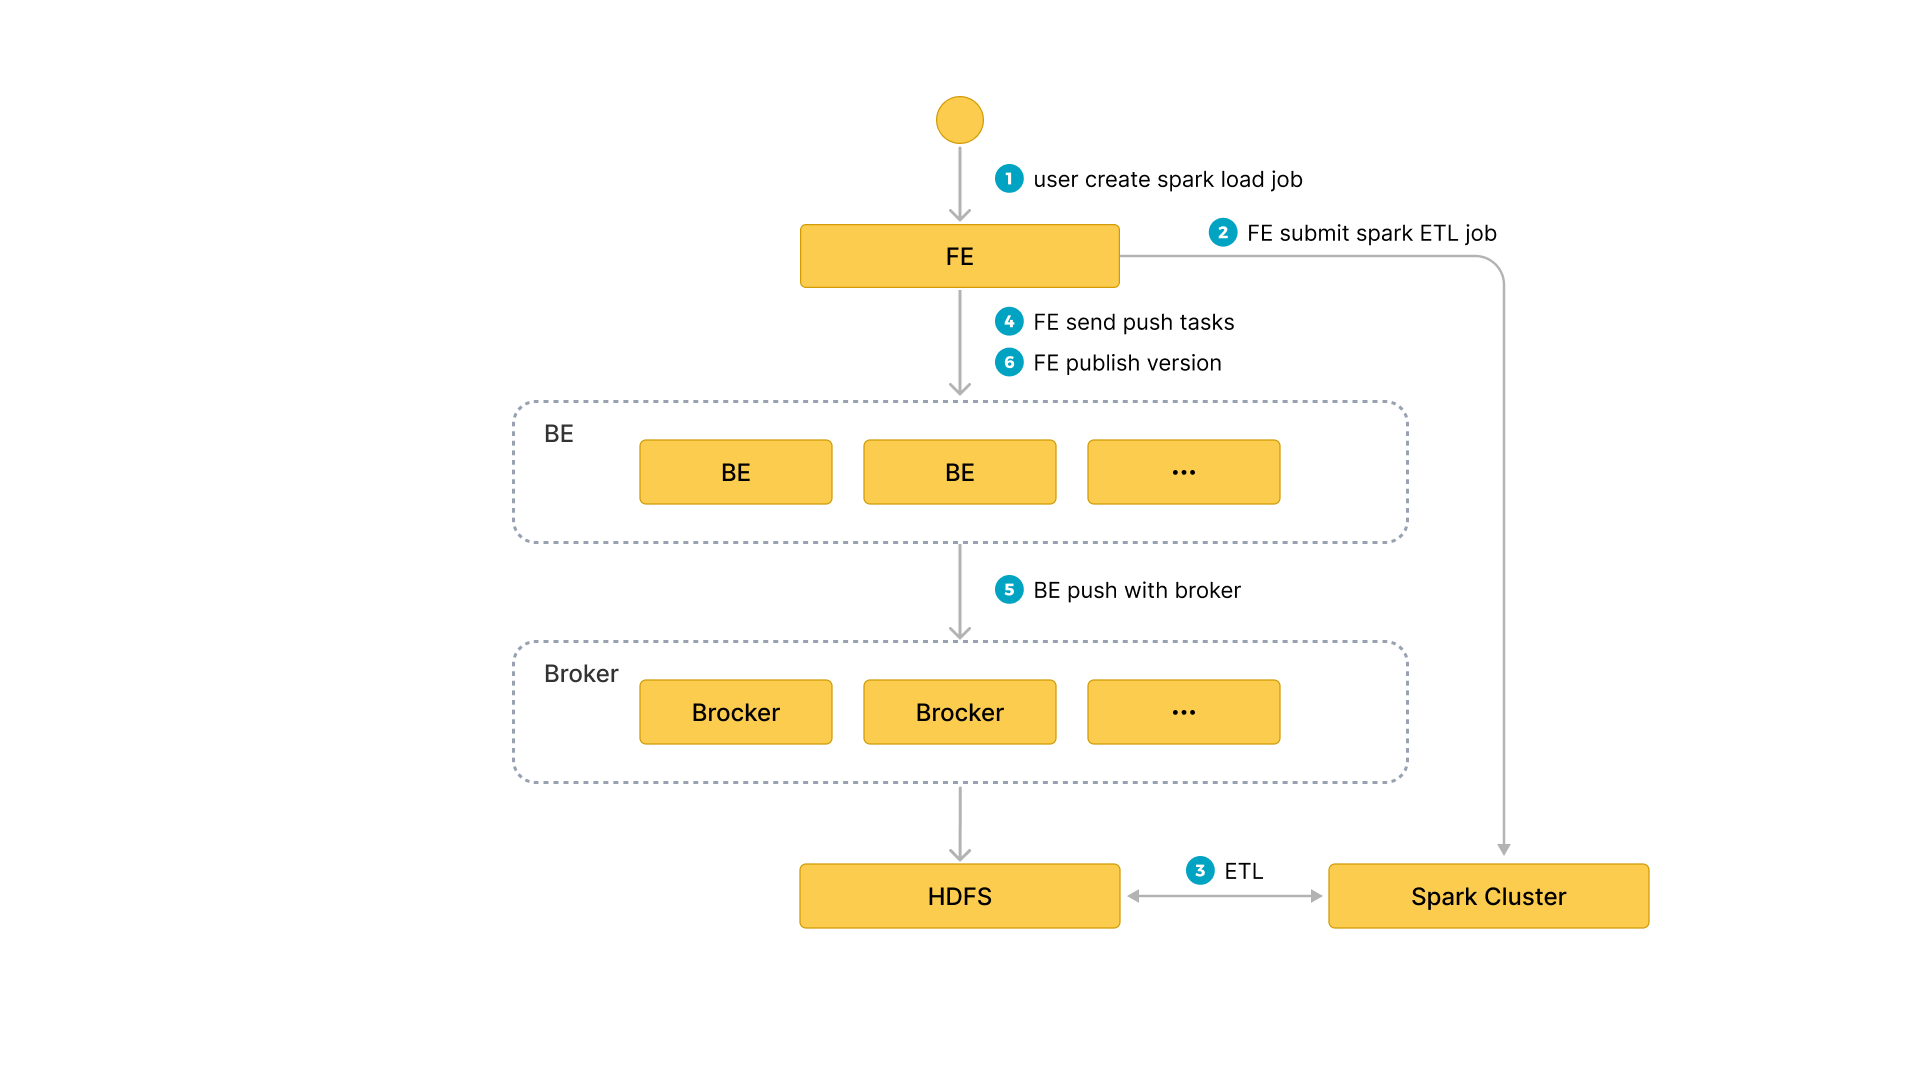 1 user create spark load job
2 FE submit spark ETL job
FE
4 FE send push tasks
6 FE publish version
BE
BE BE ...
5 BE push with broker
Broker
Brocker Brocker ...
3 ETL
HDFS Spark Cluster